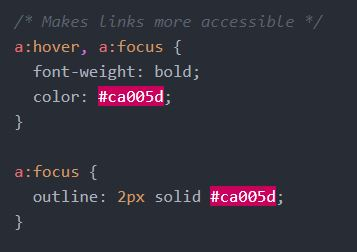 /* Makes links more accessible */
a:hover, a:focus {
font-weight: bold;
color: #ca005d;
}
a:focus {
outline: 2px solid #ca005d;
}